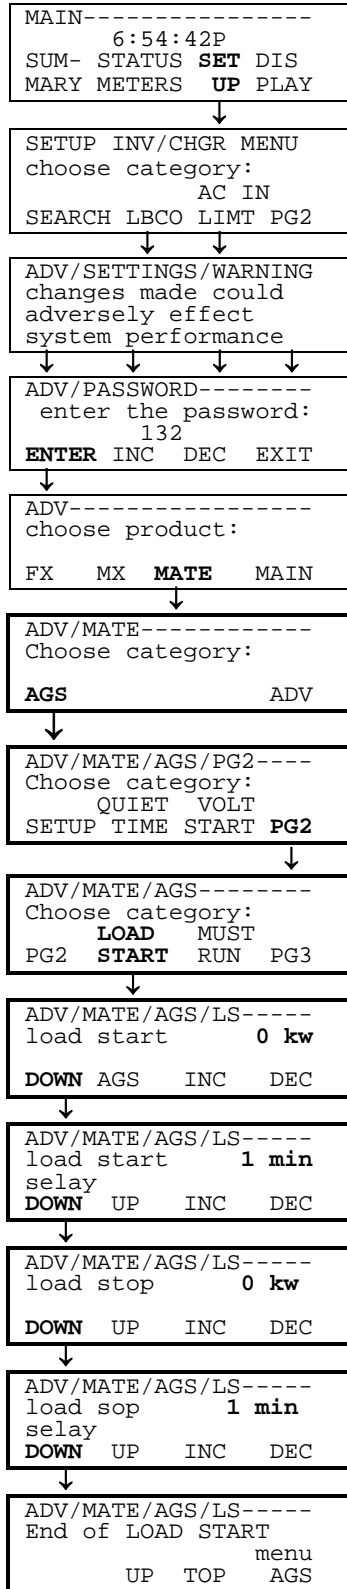 MAIN-----------------
6:54:42P
SUM- STATUS SET DIS
MARY METERS UP PLAY
SETUP INV/CHGR MENU
choose category:
AC IN
SEARCH LBCO LIMT PG2
ADV/SETTINGS/WARNING
changes made could
adversely effect
system performance
ADV/PASSWORD--------
enter the password:
132
ENTER INC DEC EXIT
ADV-----------------
choose product:
FX MX MATE MAIN
ADV/MATE------------
Choose category:
AGS ADV
ADV/MATE/AGS/PG2----
Choose category:
QUIET VOLT
SETUP TIME START PG2
ADV/MATE/AGS--------
Choose category:
LOAD MUST
PG2 START RUN PG3
ADV/MATE/AGS/LS-----
load start 0 kw
DOWN AGS INC DEC
ADV/MATE/AGS/LS-----
load start 1 min
selay
DOWN UP INC DEC
ADV/MATE/AGS/LS-----
load stop 0 kw
DOWN UP INC DEC
ADV/MATE/AGS/LS-----
load sop 1 min
selay
DOWN UP INC DEC
ADV/MATE/AGS/LS-----
End of LOAD START
menu
UP TOP AGS